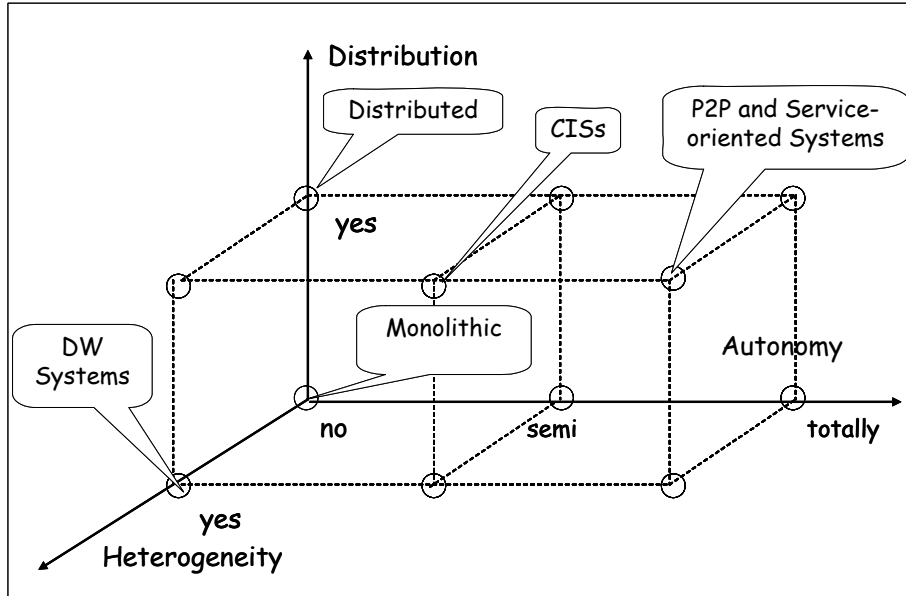 Distribution
Distributed
CISs
P2P and Service-
oriented Systems
yes
Monolithic
DW
Systems
Autonomy
no
semi
totally
yes
Heterogeneity